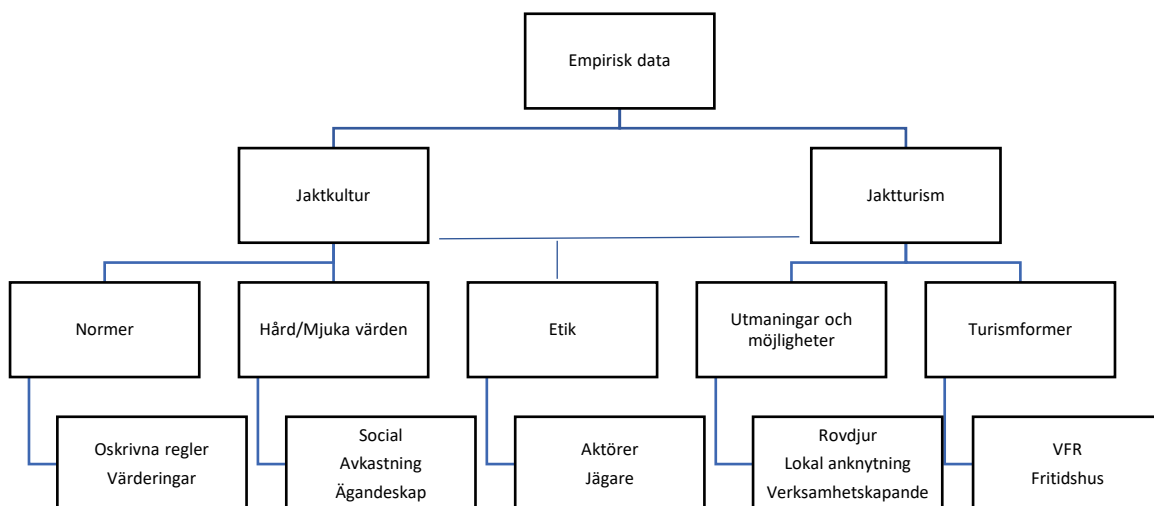 Empirisk data
Jaktkultur
Jaktturism
Normer
Hård/Mjuka värden
Etik
Utmaningar och
möjligheter
Turismformer
Oskrivna regler
Värderingar
Social
Avkastning
Ägandeskap
Aktörer
Jägare
Rovdjur
Lokal anknytning
Verksamhetskapande
VFR
Fritidshus